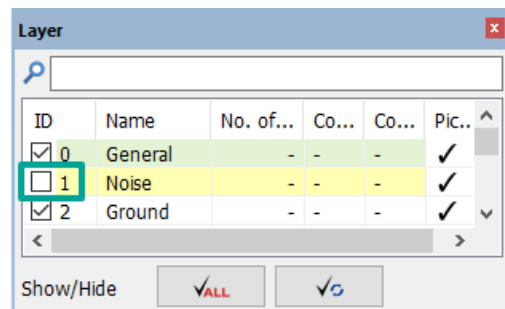 Layer
ID Name No. of... Co... Co... Pic..
0 General - - -
1 Noise - - -
2 Ground - - -
Show/Hide ALL